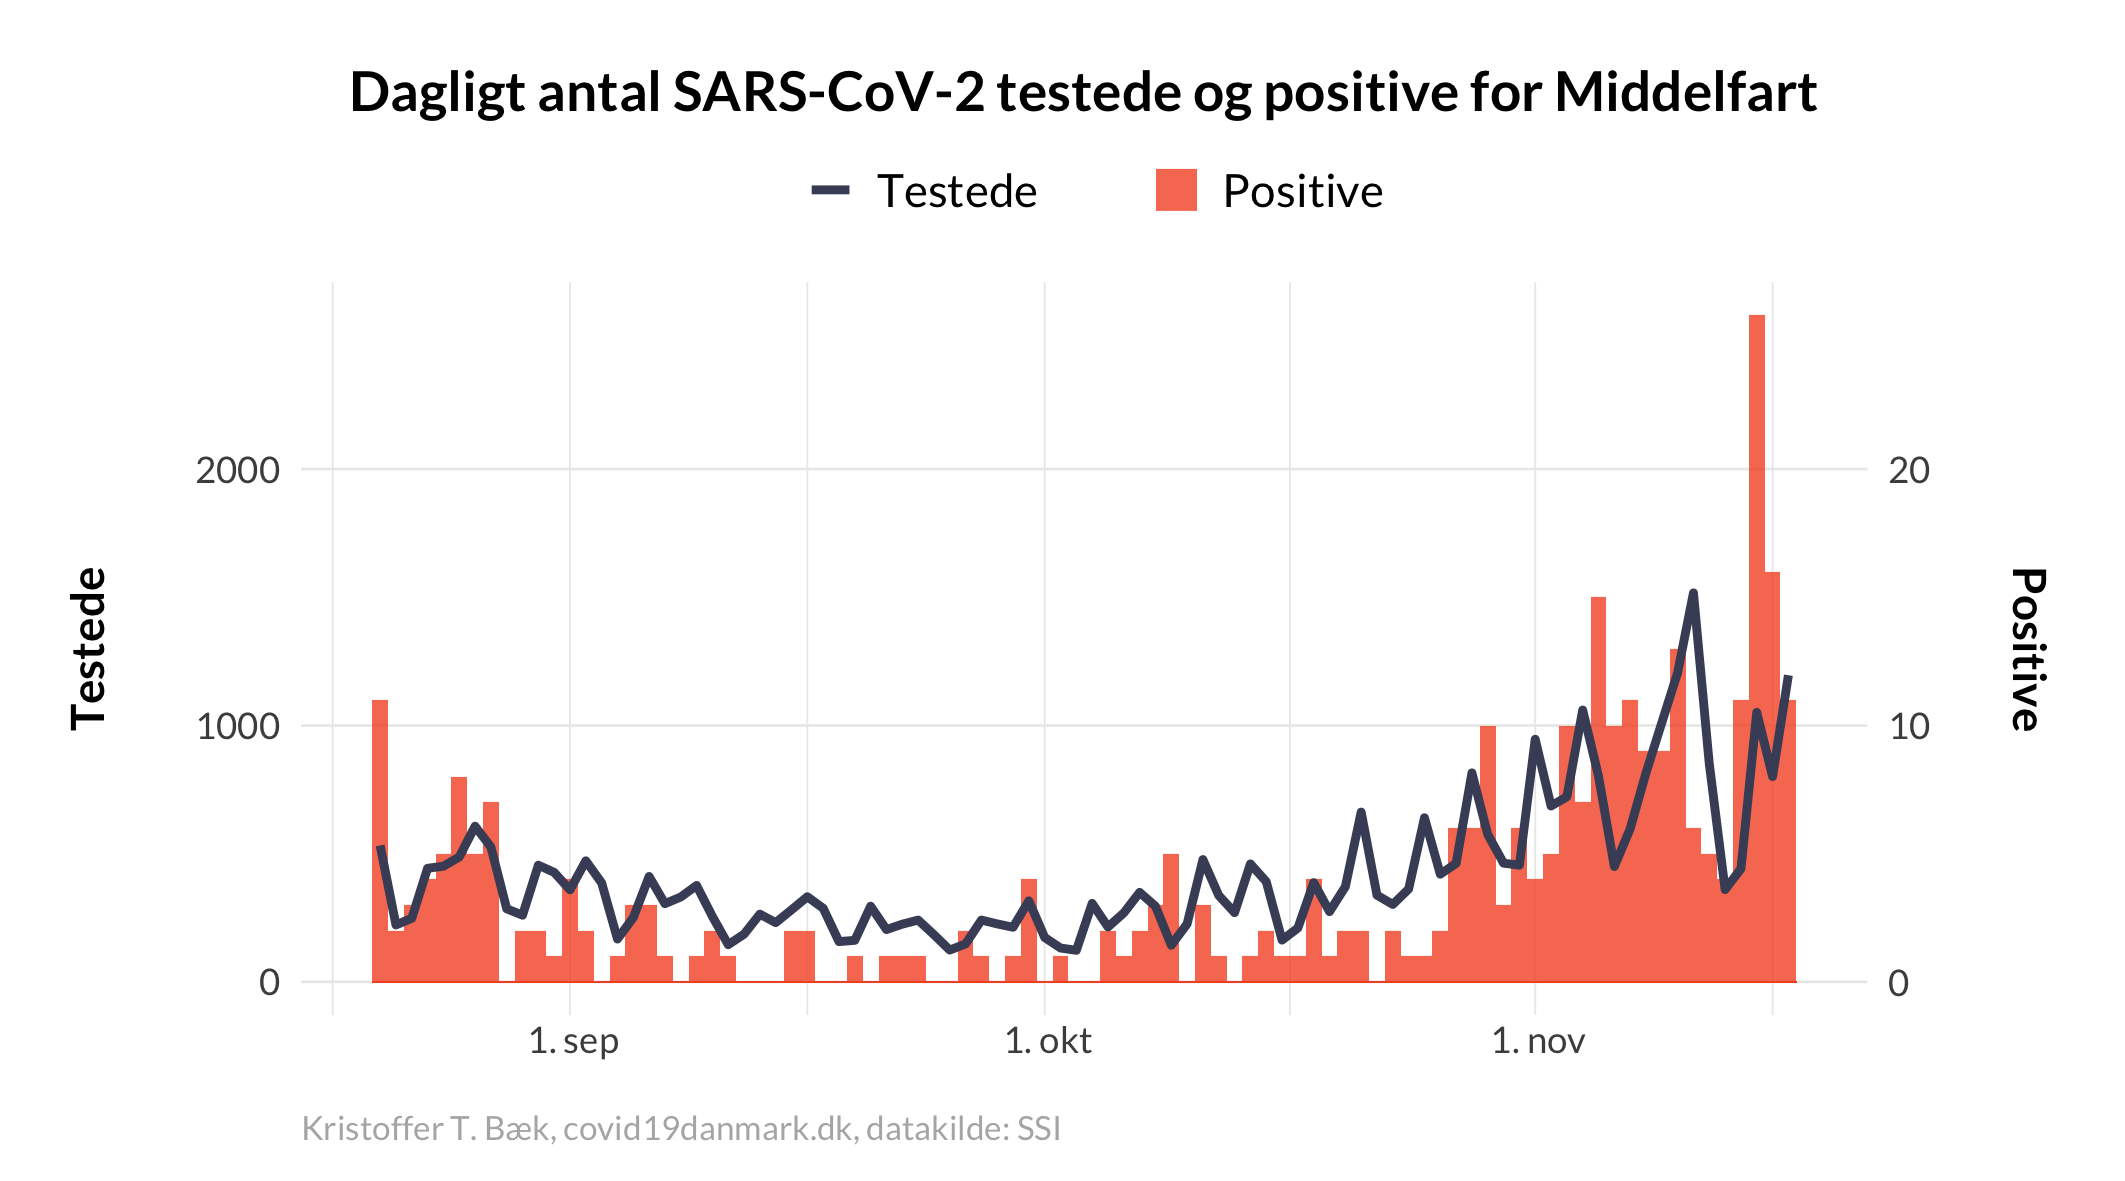 Dagligt antal SARS-CoV-2 testede og positive for Middelfart
Testede
Positive
2000
1000
0
20
10
0
Testede
Positive
1. sep
1. okt
1. nov
Kristoffer T. Bæk, covid19danmark.dk, datakilde: SSI